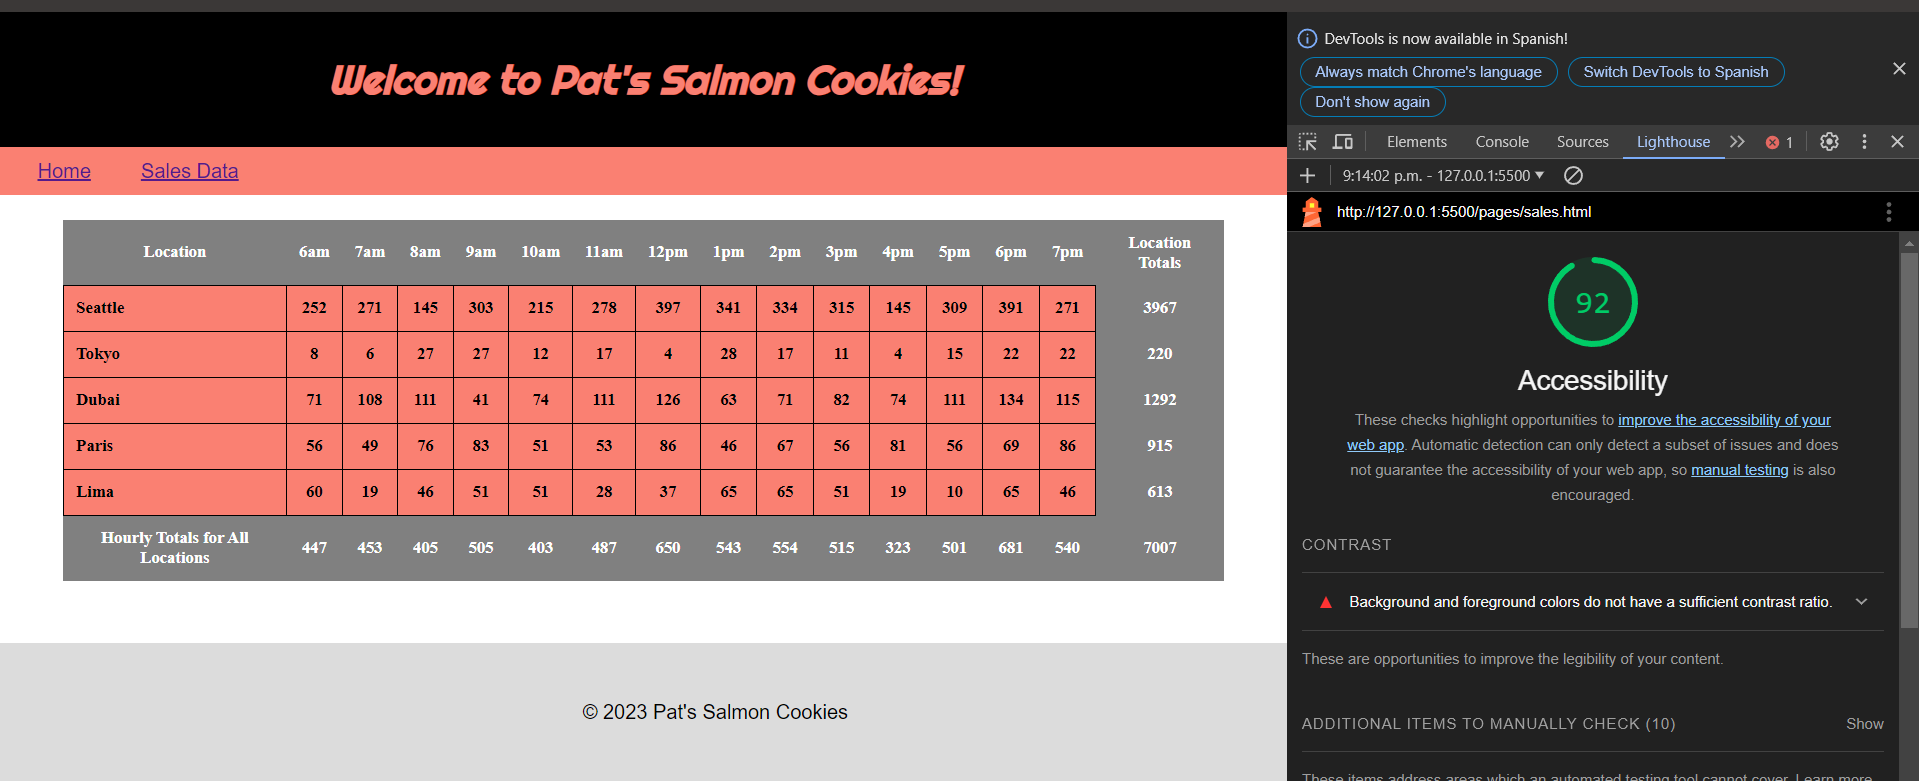 Welcome to Pat's Salmon Cookies!
Home Sales Data
Location 6am 7am 8am 9am 10am 11am 12pm 1pm 2pm 3pm 4pm 5pm 6pm 7pm Location Totals
Seattle 252 271 145 303 215 278 397 341 334 315 145 309 391 271 3967
Tokyo 8 6 27 27 12 17 4 28 17 11 4 15 22 22 220
Dubai 71 108 111 41 74 111 126 63 71 82 74 111 134 115 1292
Paris 56 49 76 83 51 53 86 46 67 56 81 56 69 86 915
Lima 60 19 46 51 51 28 37 65 65 51 19 10 65 46 613
Hourly Totals for All Locations 447 453 405 505 403 487 650 543 554 515 323 501 681 540 7007
© 2023 Pat's Salmon Cookies
DevTools is now available in Spanish!
Always match Chrome's language Switch DevTools to Spanish
Don't show again
Elements Console Sources Lighthouse 1
9:14:02 p.m. - 127.0.0.1:5500
http://127.0.0.1:5500/pages/sales.html
92
Accessibility
These checks highlight opportunities to improve the accessibility of your
web app. Automatic detection can only detect a subset of issues and does
not guarantee the accessibility of your web app, so manual testing is also
encouraged.
CONTRAST
Background and foreground colors do not have a sufficient contrast ratio.
These are opportunities to improve the legibility of your content.
ADDITIONAL ITEMS TO MANUALLY CHECK (10) Show
These items address areas which an automated testing tool cannot cover. Learn more